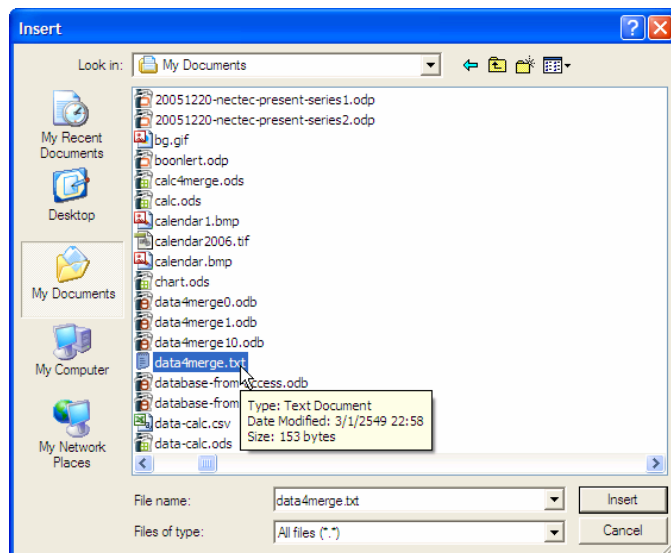 Insert
Look in:
My Documents
My Recent
Documents
Desktop
My Documents
My Computer
My Network
Places
20051220-nectec-present-series1.odp
20051220-nectec-present-series2.odp
bg.gif
boonlert.odp
calc4merge.ods
calc.ods
calendar1.bmp
calendar2006.tif
calendar.bmp
chart.ods
data4merge0.odb
data4merge1.odb
data4merge10.odb
data4merge.txt
database-from-access.odb
database-from
data-calc.csv
data-calc.ods
Type: Text Document
Date Modified: 3/1/2549 22:58
Size: 153 bytes
File name:
data4merge.txt
Insert
Files of type:
All files (*.*)
Cancel